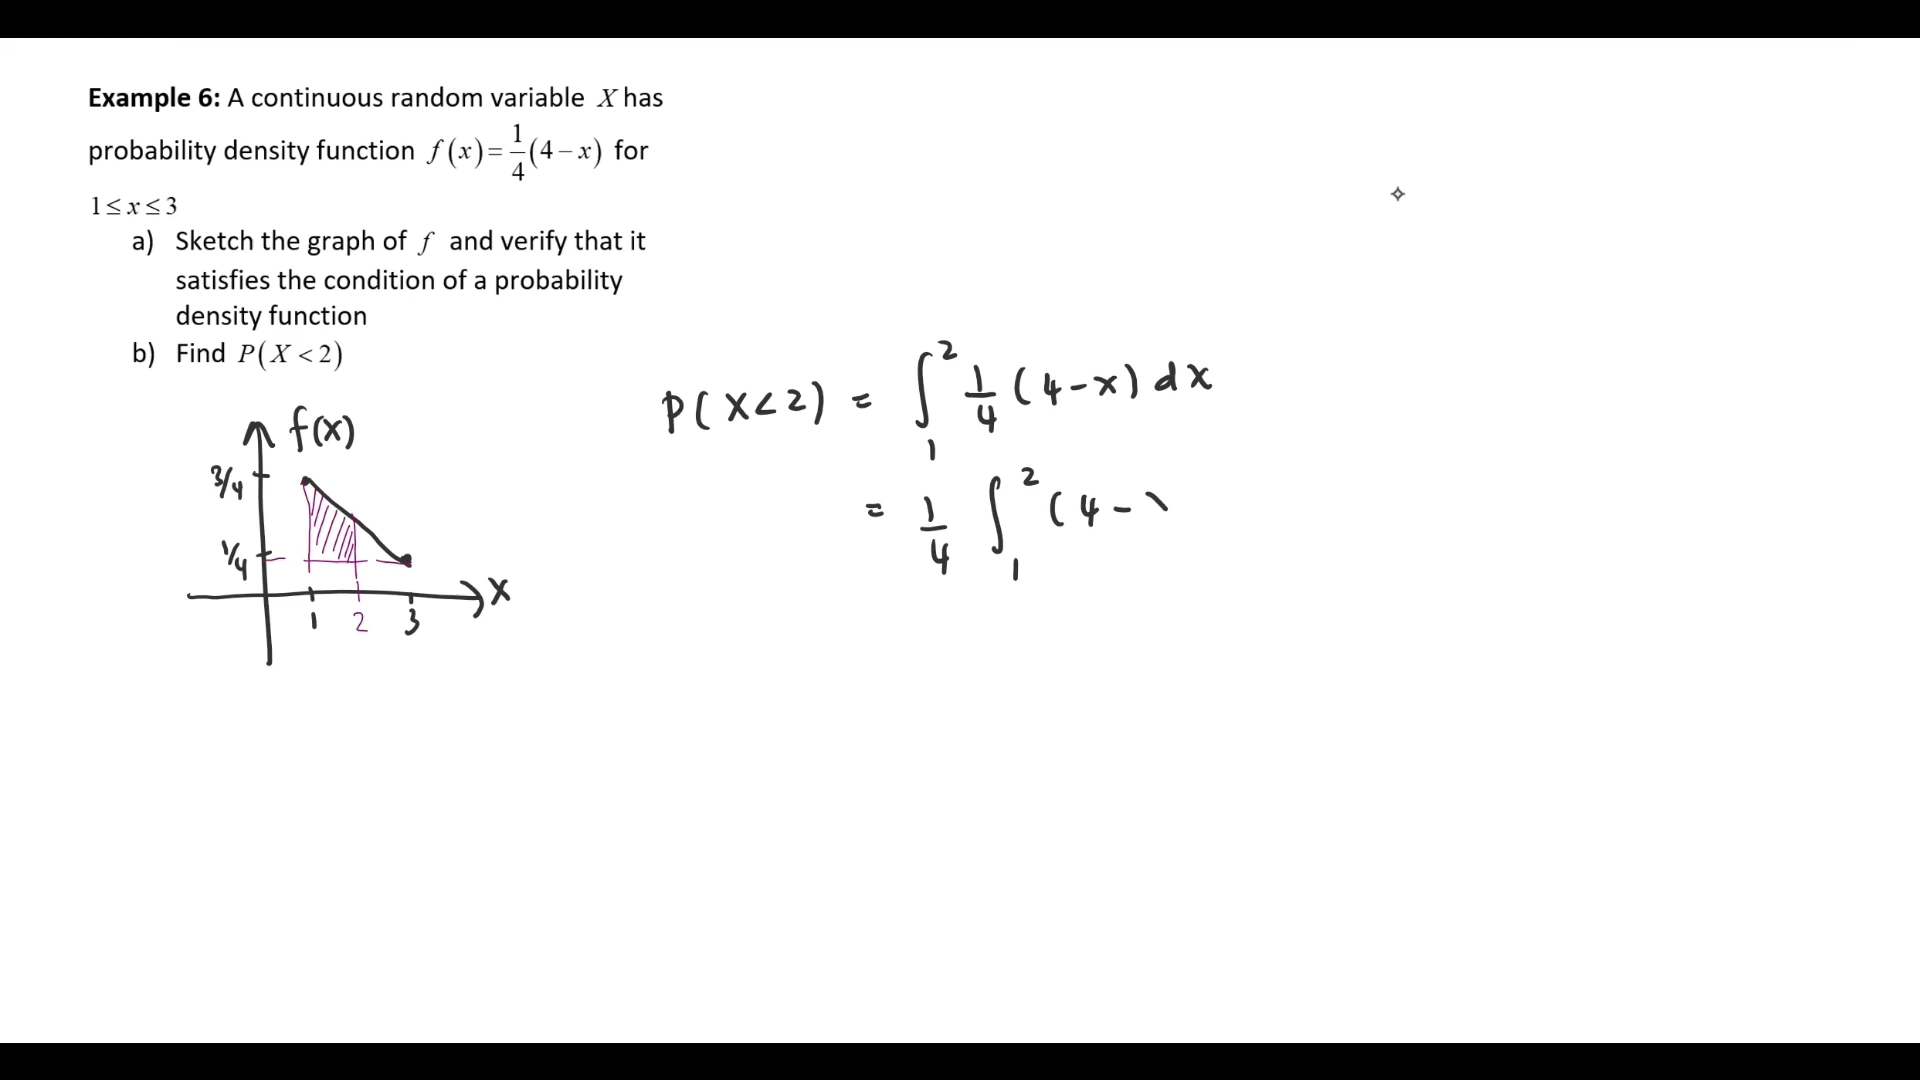 Example 6: A continuous random variable X has
probability density function f(x)=1/4(4−x) for
1≤x≤3
a) Sketch the graph of f and verify that it
satisfies the condition of a probability
density function
b) Find P(X<2)
P(X<2) = ∫₁² 1/4 (4-x) dx
= 1/4 ∫₁² (4-
f(x)
3/4
1/4
x
1 2 3